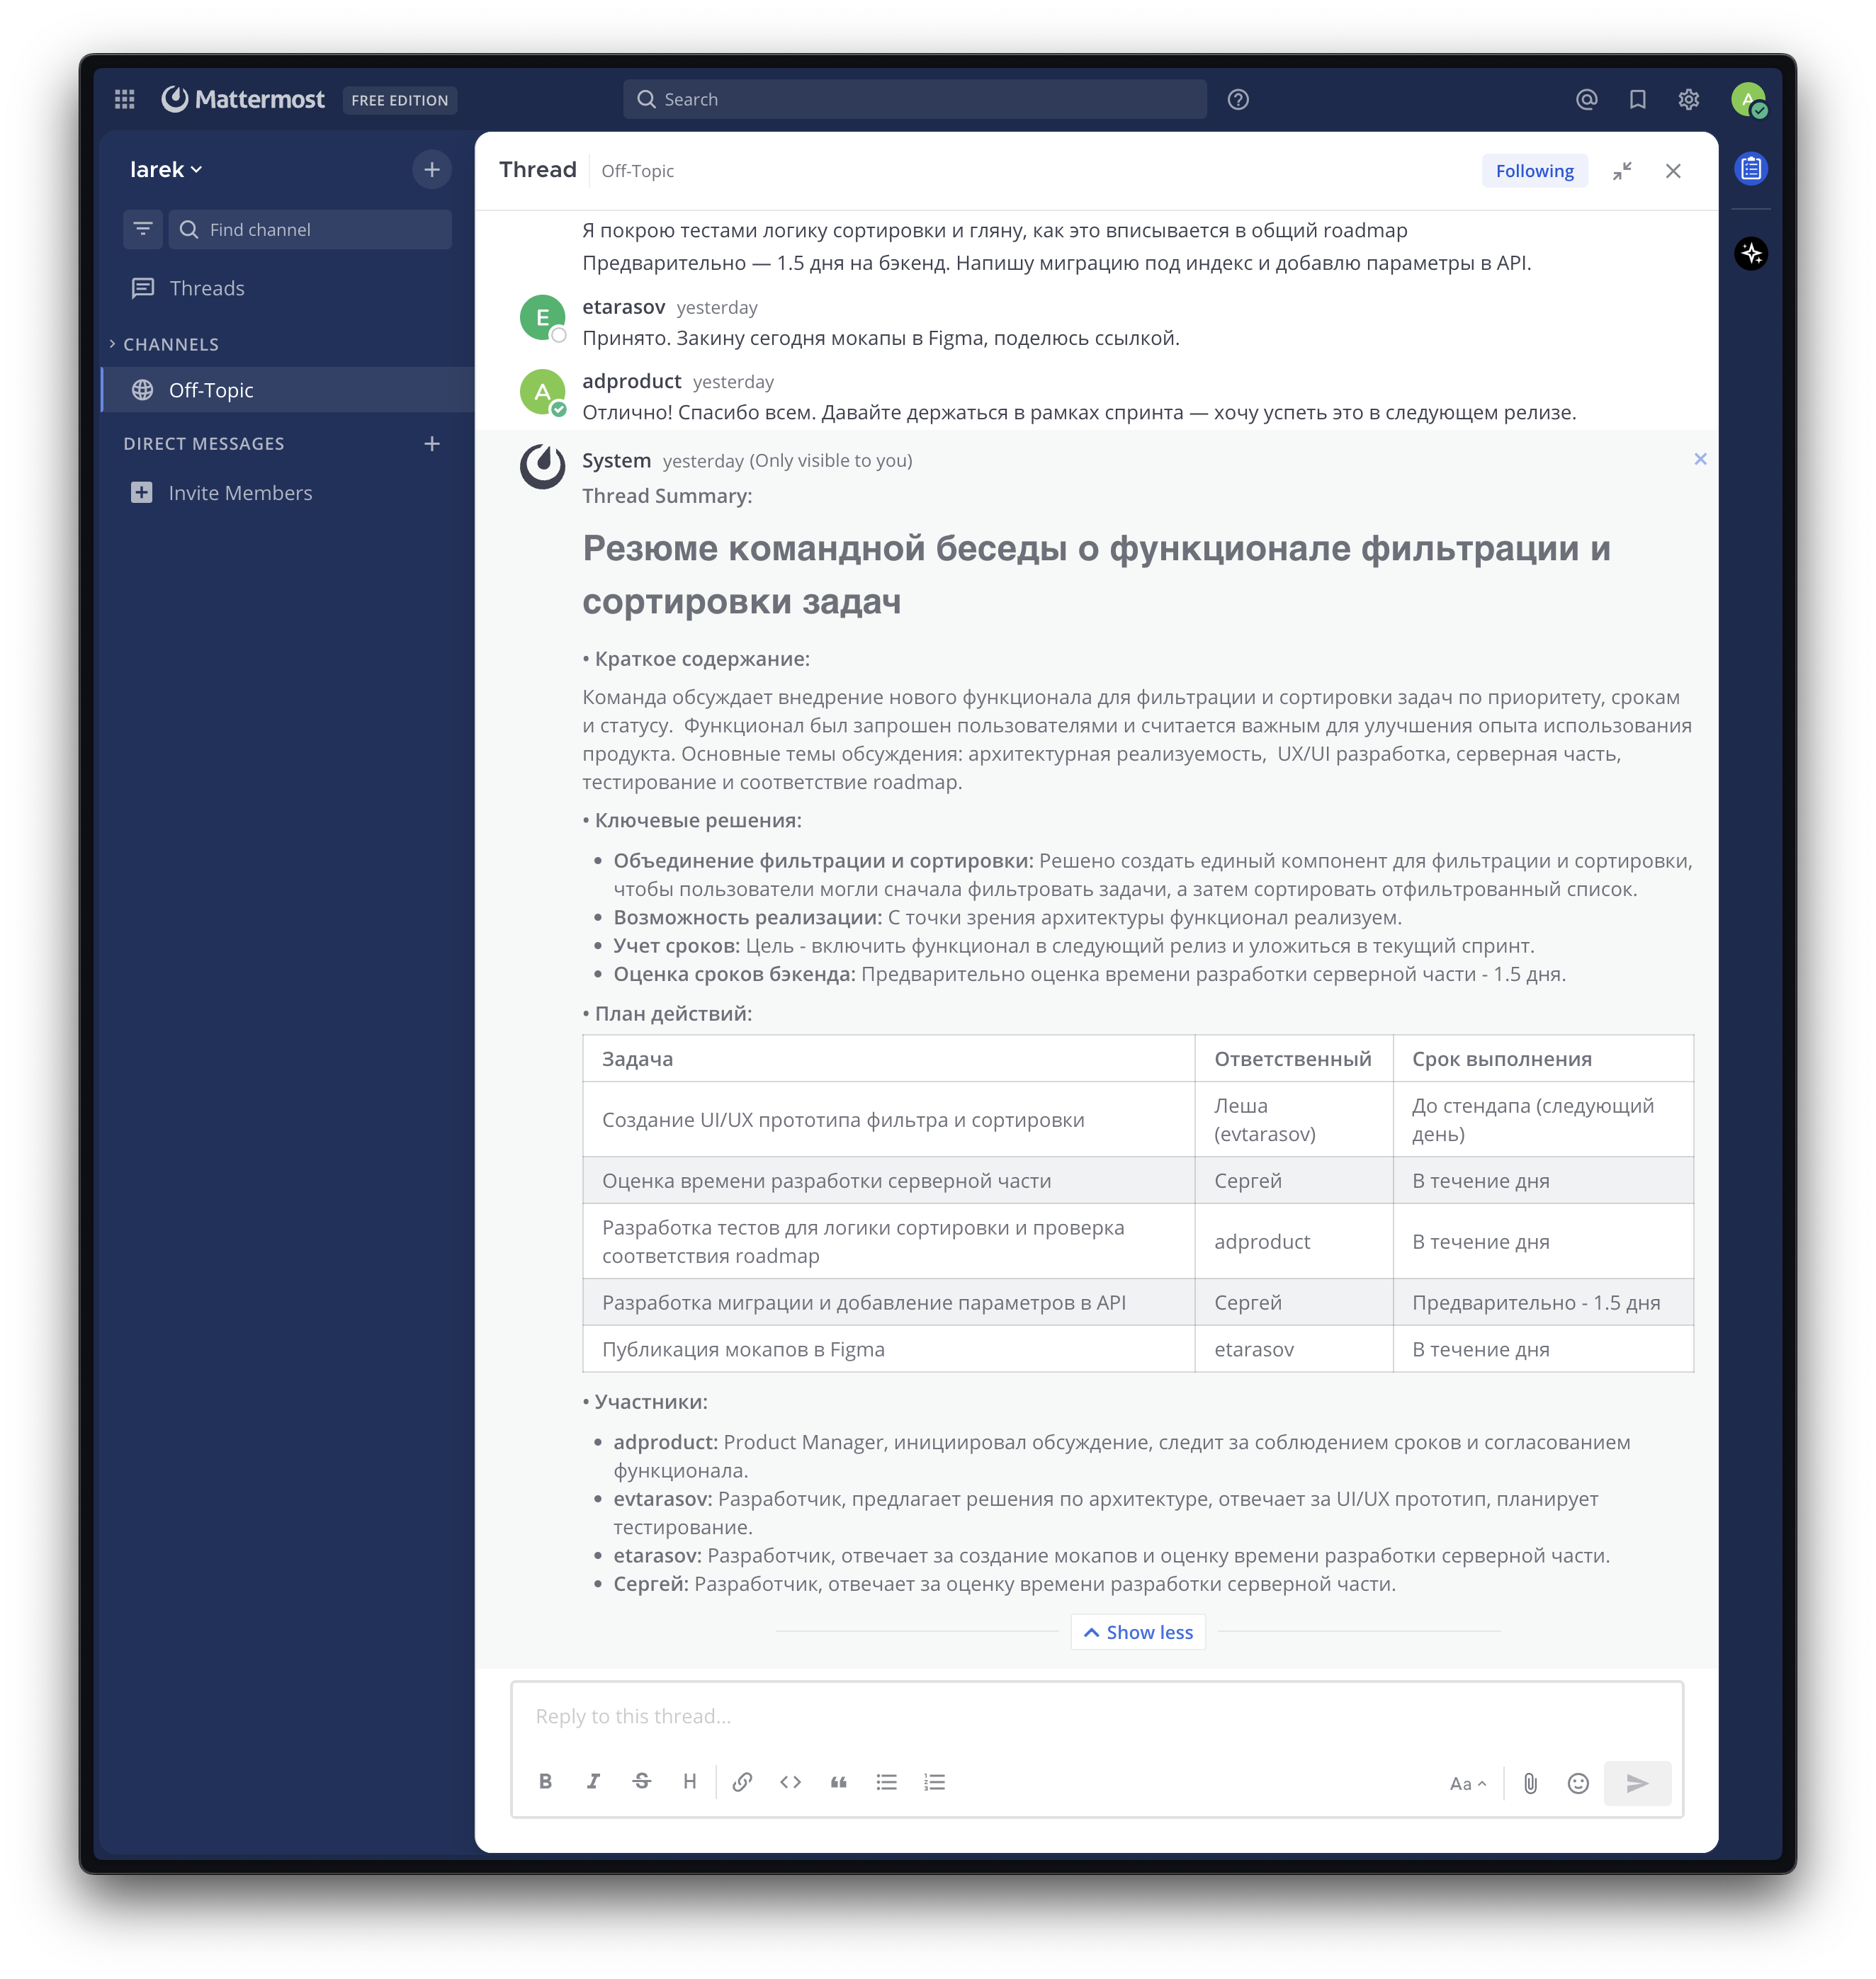 Mattermost
FREE EDITION
Search
A
larek
Find channel
Threads
CHANNELS
Off-Topic
DIRECT MESSAGES
Invite Members
Thread
Off-Topic
Following
Я покрою тестами логику сортировки и гляну, как это вписывается в общий roadmap
Предварительно — 1.5 дня на бэкенд. Напишу миграцию под индекс и добавлю параметры в API.
E
etarasov yesterday
Принято. Закину сегодня мокапы в Figma, поделюсь ссылкой.
A
adproduct yesterday
Отлично! Спасибо всем. Давайте держаться в рамках спринта — хочу успеть это в следующем релизе.
System yesterday (Only visible to you)
Thread Summary:
Резюме командной беседы о функционале фильтрации и
сортировки задач
• Краткое содержание:
Команда обсуждает внедрение нового функционала для фильтрации и сортировки задач по приоритету, срокам
и статусу. Функционал был запрошен пользователями и считается важным для улучшения опыта использования
продукта. Основные темы обсуждения: архитектурная реализуемость, UX/UI разработка, серверная часть,
тестирование и соответствие roadmap.
• Ключевые решения:
• Объединение фильтрации и сортировки: Решено создать единый компонент для фильтрации и сортировки,
чтобы пользователи могли сначала фильтровать задачи, а затем сортировать отфильтрованный список.
• Возможность реализации: С точки зрения архитектуры функционал реализуем.
• Учет сроков: Цель - включить функционал в следующий релиз и уложиться в текущий спринт.
• Оценка сроков бэкенда: Предварительно оценка времени разработки серверной части - 1.5 дня.
• План действий:
Задача Ответственный Срок выполнения
Создание UI/UX прототипа фильтра и сортировки Леша (evtarasov) До стендапа (следующий день)
Оценка времени разработки серверной части Сергей В течение дня
Разработка тестов для логики сортировки и проверка соответствия roadmap adproduct В течение дня
Разработка миграции и добавление параметров в API Сергей Предварительно - 1.5 дня
Публикация мокапов в Figma etarasov В течение дня
• Участники:
• adproduct: Product Manager, инициировал обсуждение, следит за соблюдением сроков и согласованием
функционала.
• evtarasov: Разработчик, предлагает решения по архитектуре, отвечает за UI/UX прототип, планирует
тестирование.
• etarasov: Разработчик, отвечает за создание мокапов и оценку времени разработки серверной части.
• Сергей: Разработчик, отвечает за оценку времени разработки серверной части.
Show less
Reply to this thread...
B I S H
Aa